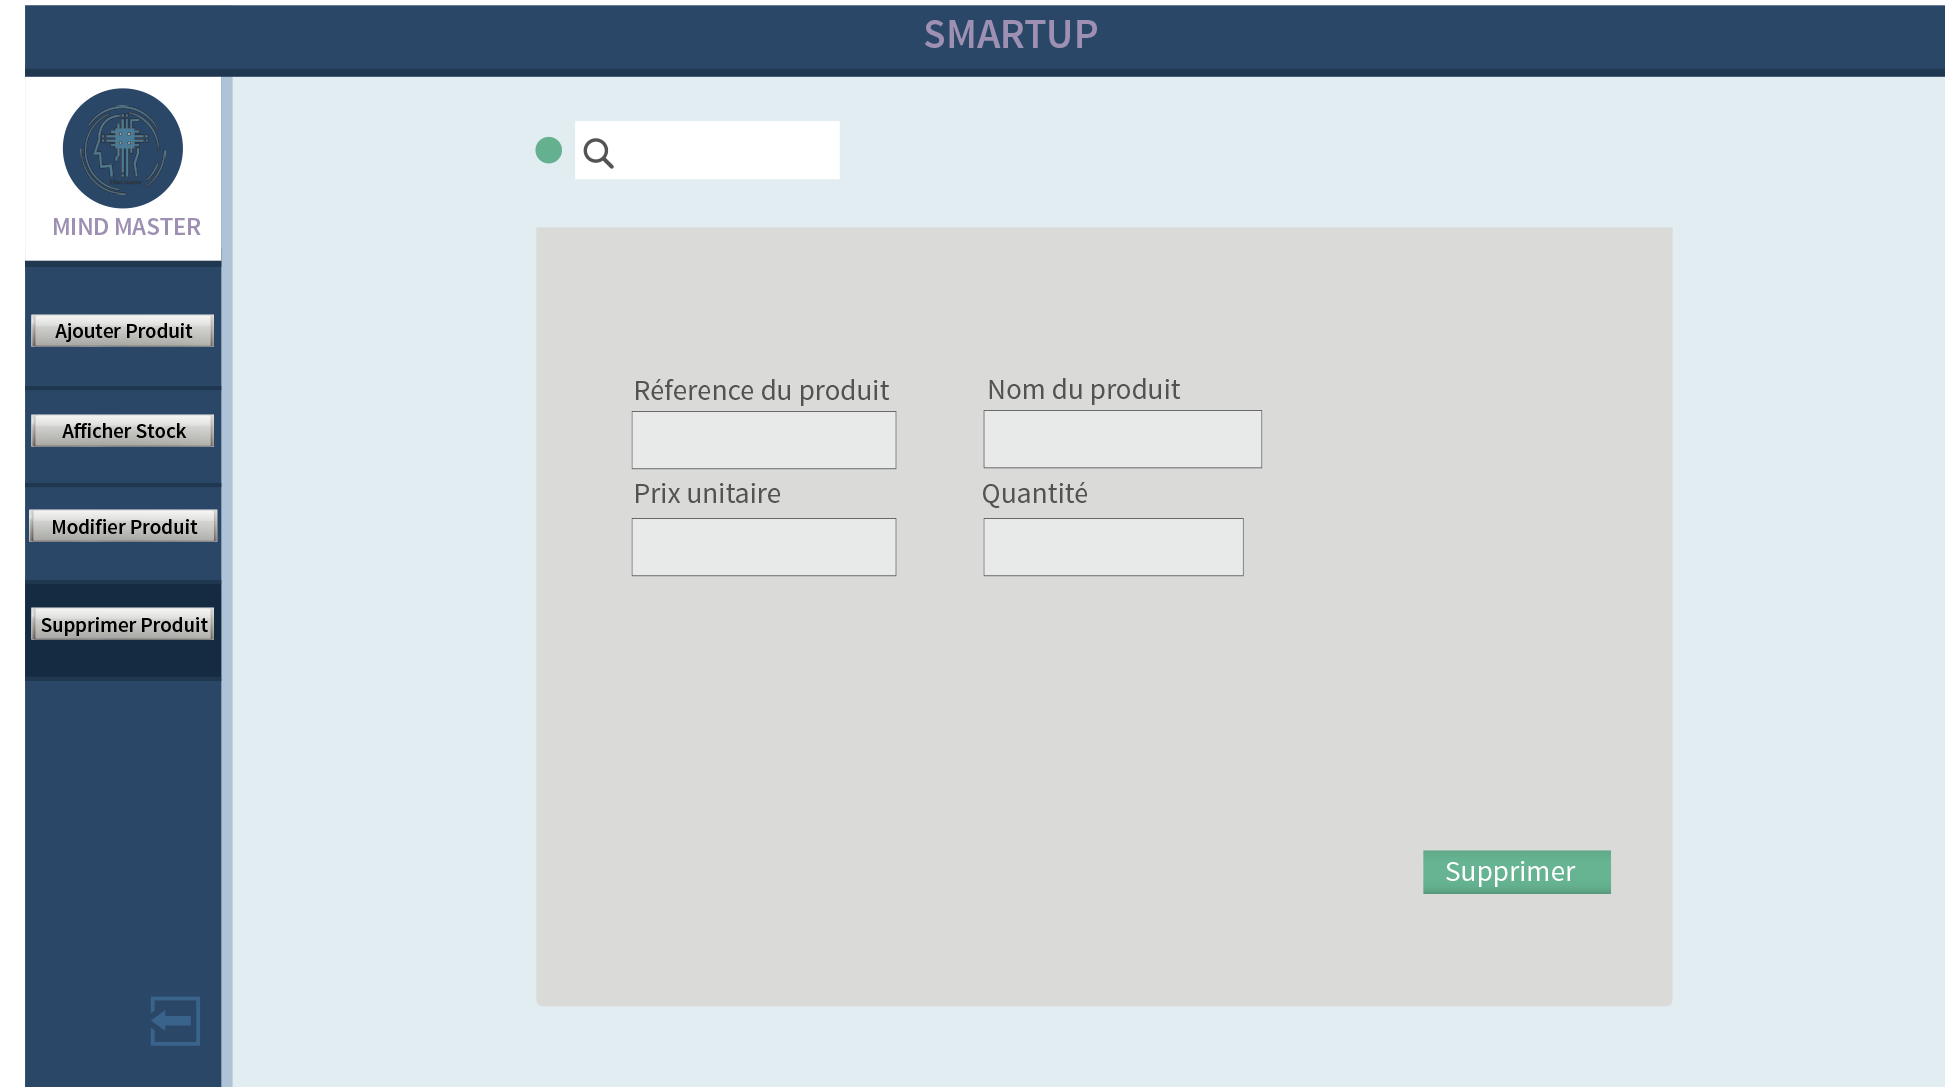 SMARTUP
MIND MASTER
Ajouter Produit
Afficher Stock
Modifier Produit
Supprimer Produit
Réference du produit
Nom du produit
Prix unitaire
Quantité
Supprimer